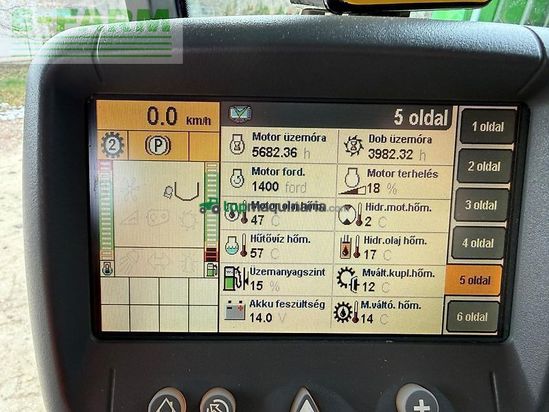 E-FARM
0.0 km/h
5 oldal
2
P
Motor üzemóra
5682.36 h
Dob üzemóra
3982.32 h
Motor ford.
1400 ford
Motor terhelés
18 %
47 C
Hidr.mot.hőm.
2 C
Hűtővíz hőm.
57 C
Hidr.olaj hőm.
17 C
Üzemanyagszint
15 %
Mvált.kupl.hőm.
12 C
Akku feszültség
14.0 V
M.váltó. hőm.
14 C
1 oldal
2 oldal
3 oldal
4 oldal
5 oldal
6 oldal